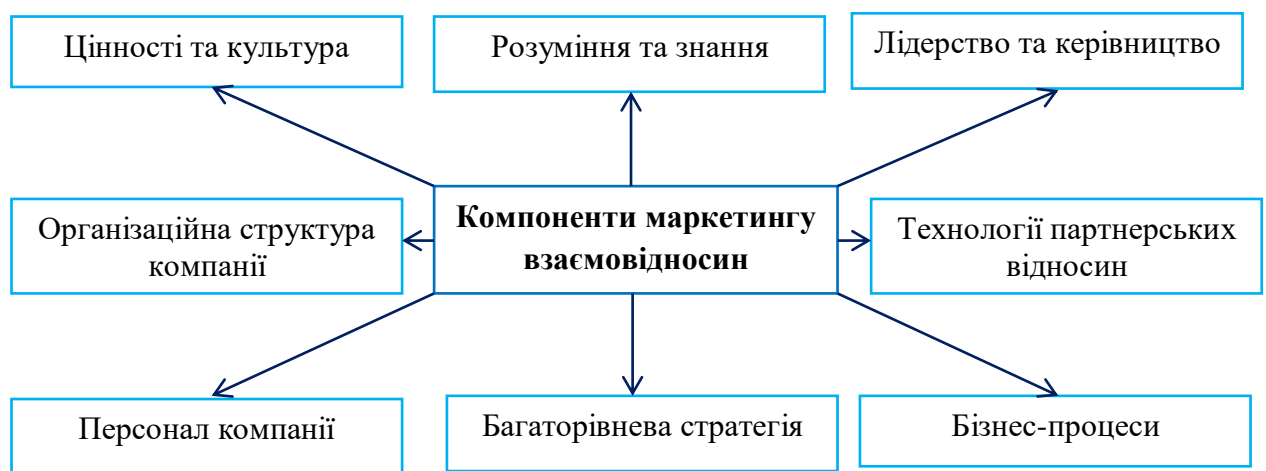 Цінності та культура
Розуміння та знання
Лідерство та керівництво
Організаційна структура
компанії
Компоненти маркетингу
взаємовідносин
Технології партнерських
відносин
Персонал компанії
Багаторівнева стратегія
Бізнес-процеси